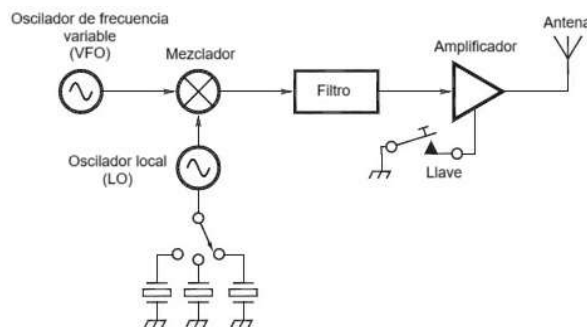 Oscilador de frecuencia
variable
(VFO)
Mezclador
Filtro
Amplificador
Antena
Llave
Oscilador local
(LO)